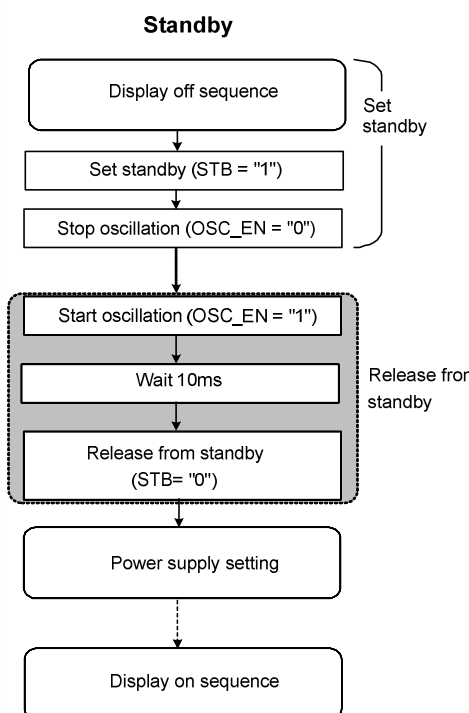 Standby
Display off sequence
Set
standby
Set standby (STB = "1")
Stop oscillation (OSC_EN = "0")
Start oscillation (OSC_EN = "1")
Wait 10ms
Release from
standby
Release from standby
(STB= "0")
Power supply setting
Display on sequence